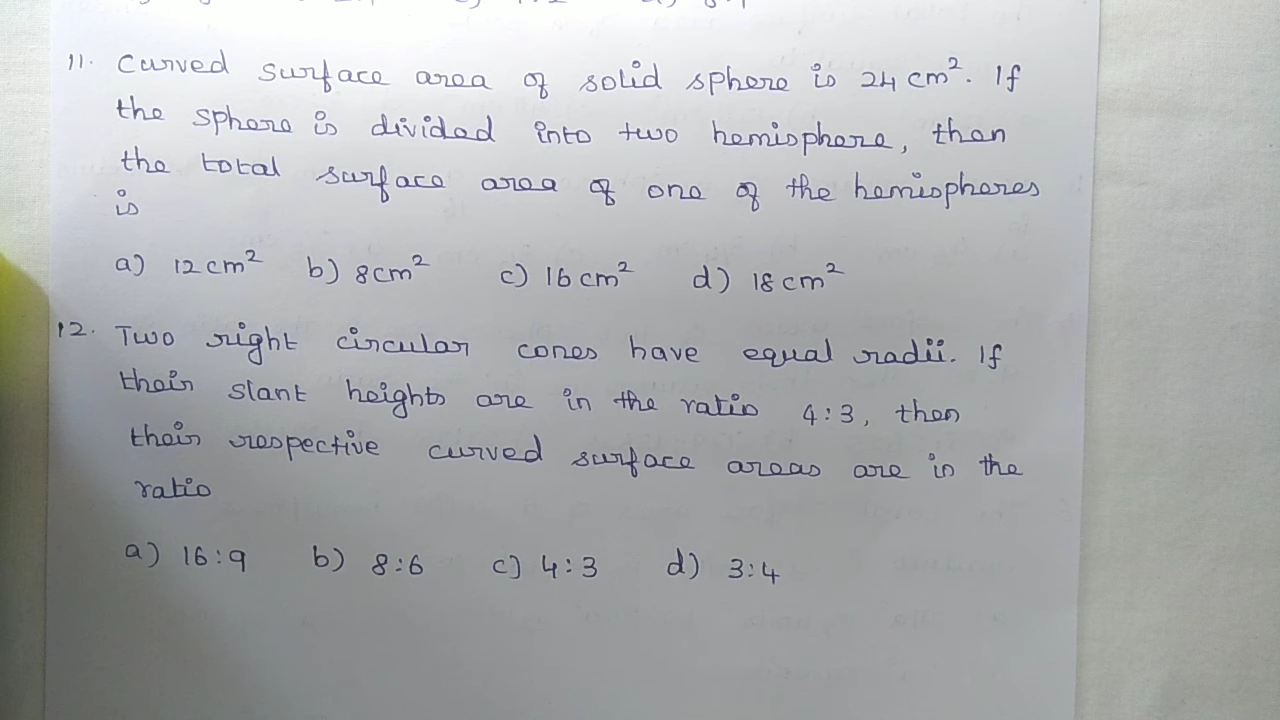 11. Curved surface area of solid sphere is 24 cm². If
the sphere is divided into two hemisphere, then
the total surface area of one of the hemispheres
is
a) 12 cm² b) 8cm² c) 16 cm² d) 18 cm²
12. Two right circular cones have equal radii. If
their slant heights are in the ratio 4:3, then
their respective curved surface areas are in the
ratio
a) 16:9 b) 8:6 c) 4:3 d) 3:4